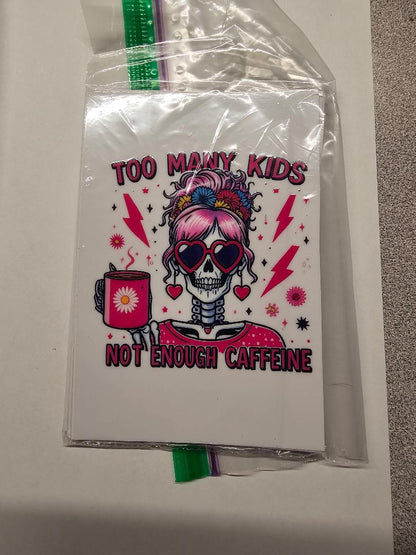 TOO MANY KIDS
NOT ENOUGH CAFFEINE